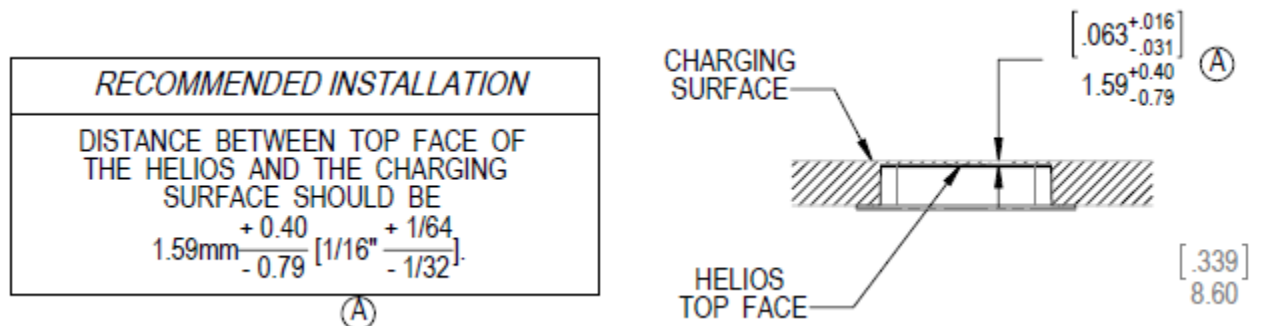 RECOMMENDED INSTALLATION
DISTANCE BETWEEN TOP FACE OF
THE HELIOS AND THE CHARGING
SURFACE SHOULD BE
1.59mm + 0.40 / - 0.79 [1/16" + 1/64 / - 1/32].
A
CHARGING
SURFACE
[.063 +.016 -.031]
1.59 +0.40 -0.79
A
HELIOS
TOP FACE
[.339]
8.60